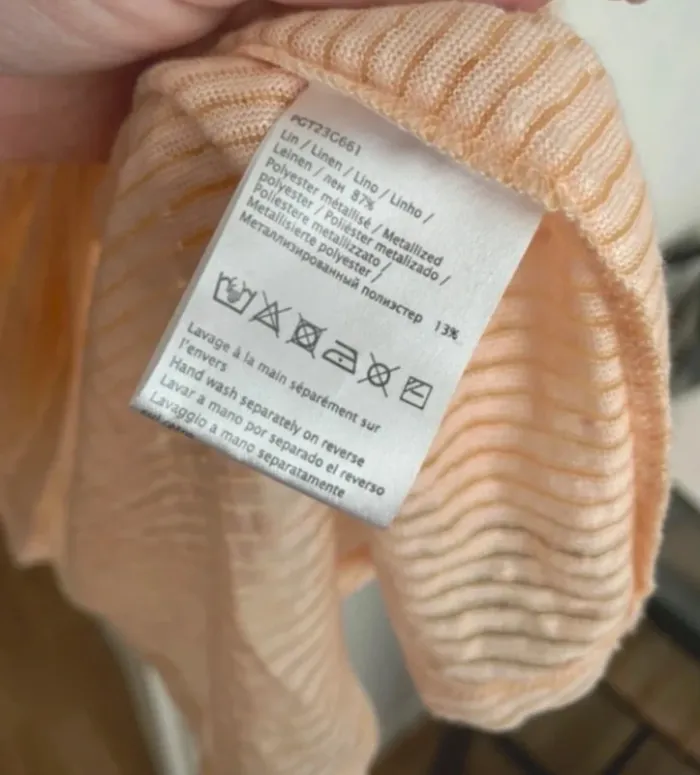 PGT23G661
Lin / Linen / Lino / Linho /
Leinen / лен 87%
Polyester métallisé / Metallized
polyester / Poliéster metalizado /
Poliestere metallizzato /
Metallisierte polyester /
Металлизированный полиэстер 13%
Lavage à la main séparément sur
l'envers
Hand wash separately on reverse
Lavar a mano por separado el reverso
Lavaggio a mano separatamente